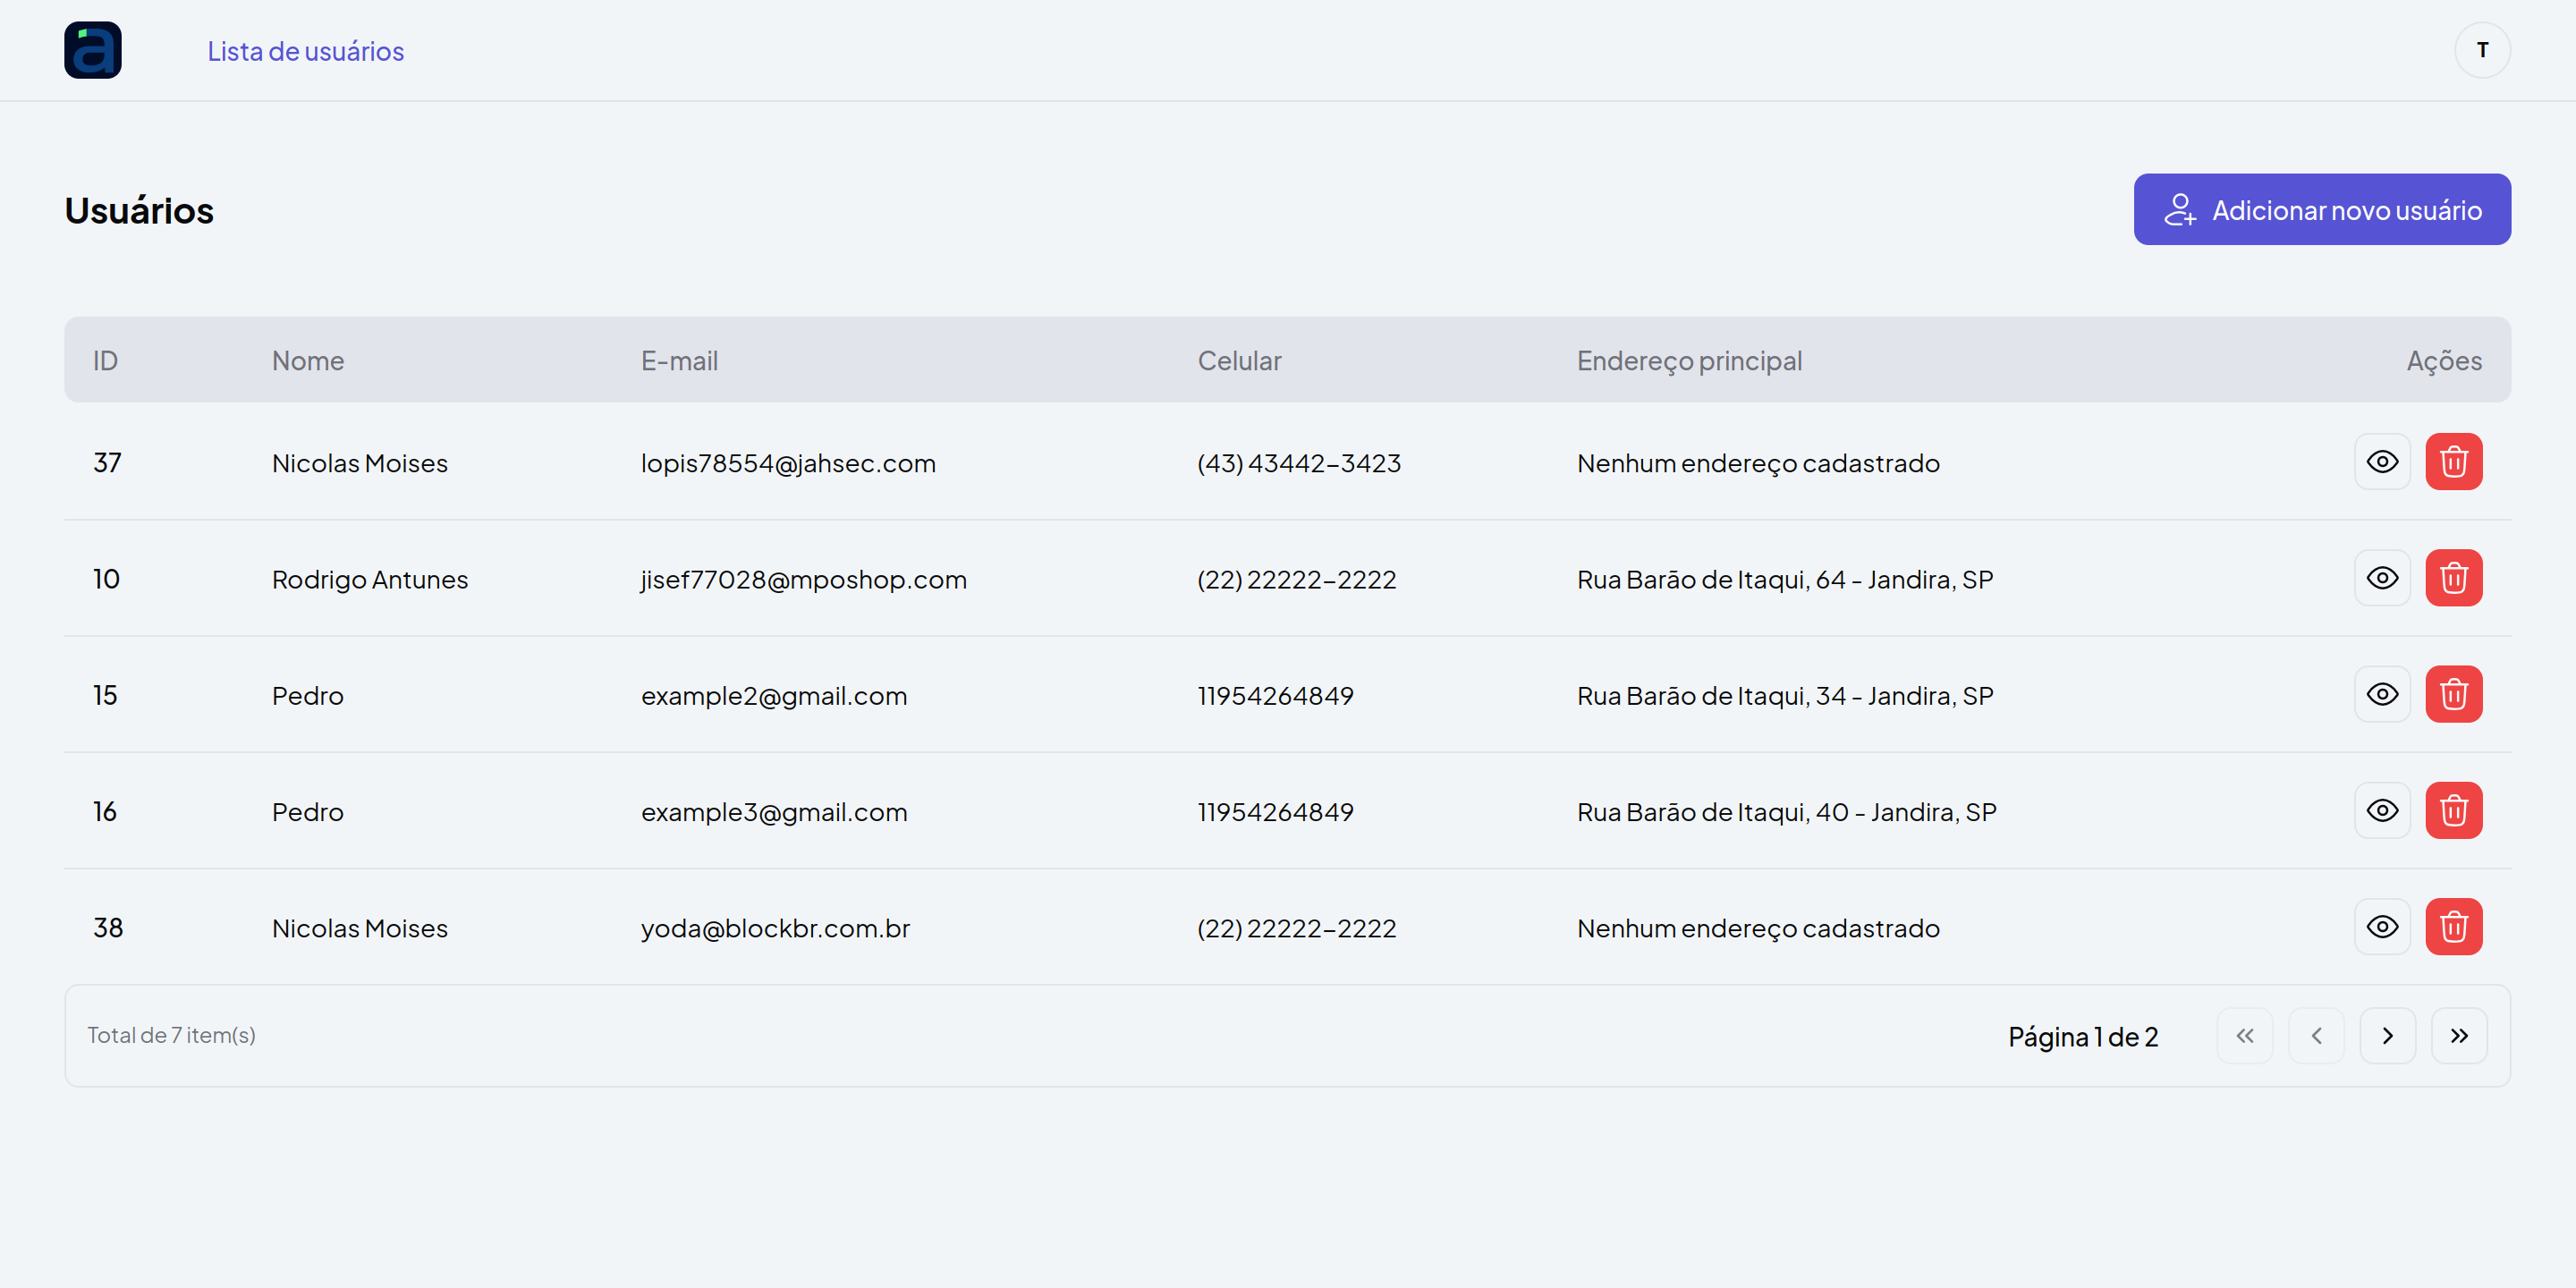 a Lista de usuários T
Usuários Adicionar novo usuário
ID Nome E-mail Celular Endereço principal Ações
37 Nicolas Moises lopis78554@jahsec.com (43) 43442-3423 Nenhum endereço cadastrado
10 Rodrigo Antunes jisef77028@mposhop.com (22) 22222-2222 Rua Barão de Itaqui, 64 - Jandira, SP
15 Pedro example2@gmail.com 11954264849 Rua Barão de Itaqui, 34 - Jandira, SP
16 Pedro example3@gmail.com 11954264849 Rua Barão de Itaqui, 40 - Jandira, SP
38 Nicolas Moises yoda@blockbr.com.br (22) 22222-2222 Nenhum endereço cadastrado
Total de 7 item(s) Página 1 de 2